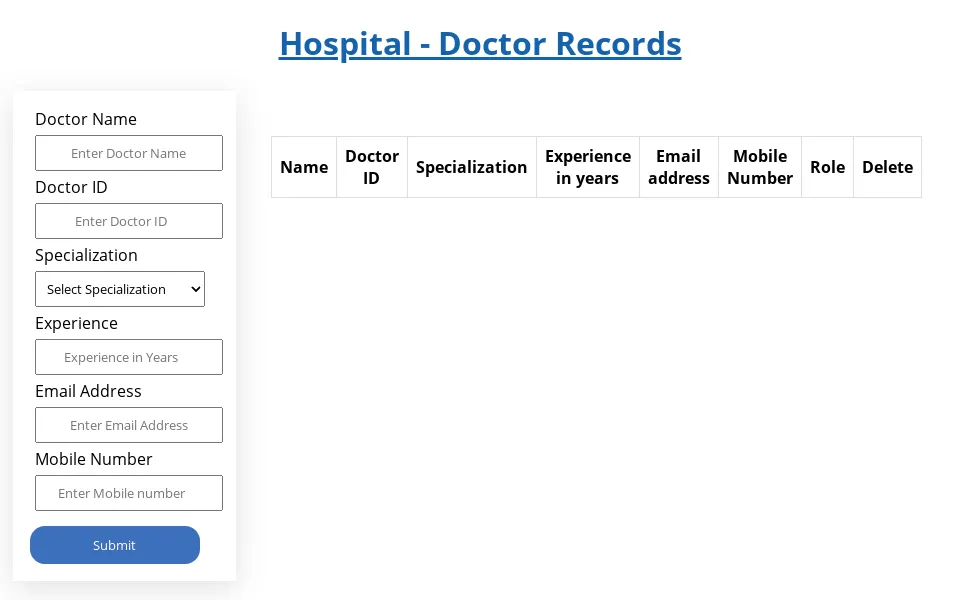 Hospital - Doctor Records
Doctor Name
Enter Doctor Name
Doctor ID
Enter Doctor ID
Specialization
Select Specialization
Experience
Experience in Years
Email Address
Enter Email Address
Mobile Number
Enter Mobile number
Submit
Name Doctor ID Specialization Experience in years Email address Mobile Number Role Delete